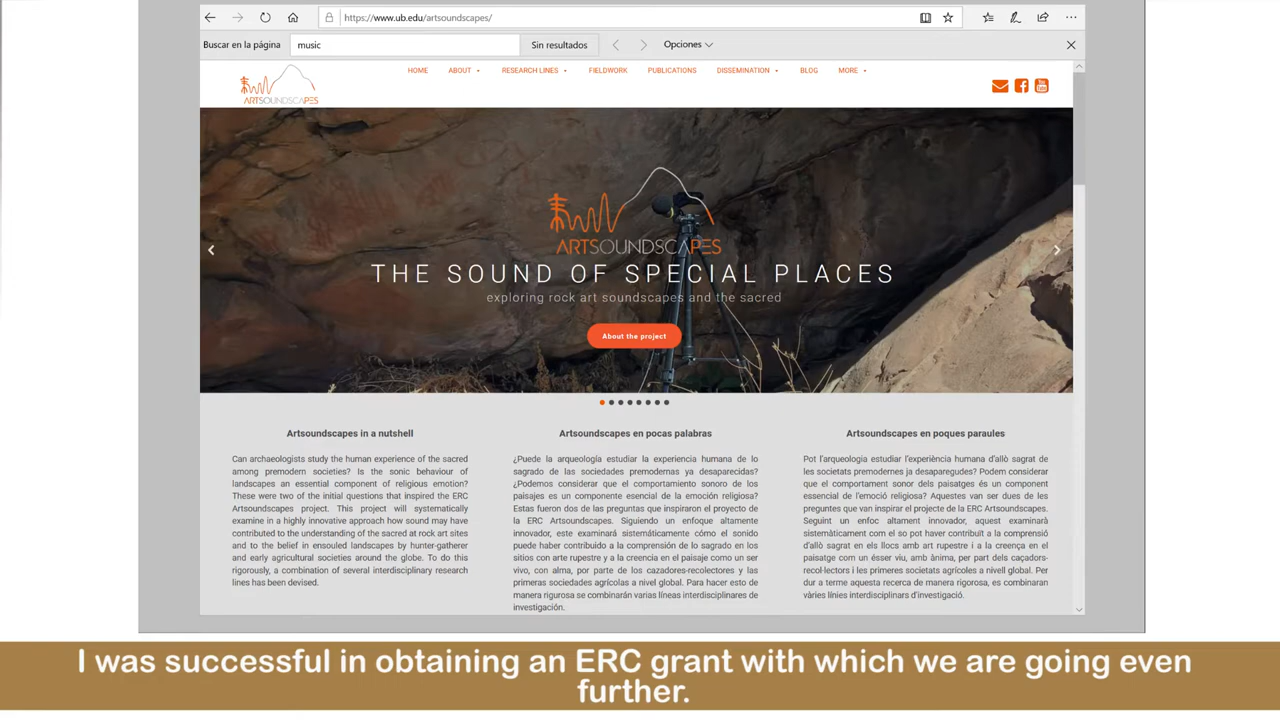 https://www.ub.edu/artsoundscapes/
Buscar en la página
music
Sin resultados
Opciones
ARTSOUNDSCAPES
HOME
ABOUT
RESEARCH LINES
FIELDWORK
PUBLICATIONS
DISSEMINATION
BLOG
MORE
You
Tube
ARTSOUNDSCAPES
THE SOUND OF SPECIAL PLACES
exploring rock art soundscapes and the sacred
About the project
Artsoundscapes in a nutshell
Can archaeologists study the human experience of the sacred
among premodern societies? Is the sonic behaviour of
landscapes an essential component of religious emotion?
These were two of the initial questions that inspired the ERC
Artsoundscapes project. This project will systematically
examine in a highly innovative approach how sound may have
contributed to the understanding of the sacred at rock art sites
and to the belief in ensouled landscapes by hunter-gatherer
and early agricultural societies around the globe. To do this
rigorously, a combination of several interdisciplinary research
lines has been devised.
Artsoundscapes en pocas palabras
¿Puede la arqueología estudiar la experiencia humana de lo
sagrado de las sociedades premodernas ya desaparecidas?
¿Podemos considerar que el comportamiento sonoro de los
paisajes es un componente esencial de la emoción religiosa?
Estas fueron dos de las preguntas que inspiraron el proyecto de
la ERC Artsoundscapes. Siguiendo un enfoque altamente
innovador, este examinará sistemáticamente cómo el sonido
puede haber contribuido a la comprensión de lo sagrado en los
sitios con arte rupestre y a la creencia en el paisaje como un ser
vivo, con alma, por parte de los cazadores-recolectores y las
primeras sociedades agrícolas a nivel global. Para hacer esto de
manera rigurosa se combinarán varias líneas interdisciplinares de
investigación.
Artsoundscapes en poques paraules
Pot l'arqueologia estudiar l'experiència humana d'allò sagrat de
les societats premodernes ja desaparegudes? Podem considerar
que el comportament sonor dels paisatges és un component
essencial de l'emoció religiosa? Aquestes van ser dues de les
preguntes que van inspirar el projecte de la ERC Artsoundscapes.
Seguint un enfoc altament innovador, aquest examinarà
sistemàticament com el so pot haver contribuït a la comprensió
d'allò sagrat en els llocs amb art rupestre i a la creença en el
paisatge com un ésser viu, amb ànima, per part dels caçadors-
recol·lectors i les primeres societats agrícoles a nivell global. Per
dur a terme aquesta recerca de manera rigorosa, es combinaran
vàries línies interdisciplinars d'investigació.
I was successful in obtaining an ERC grant with which we are going even
further.